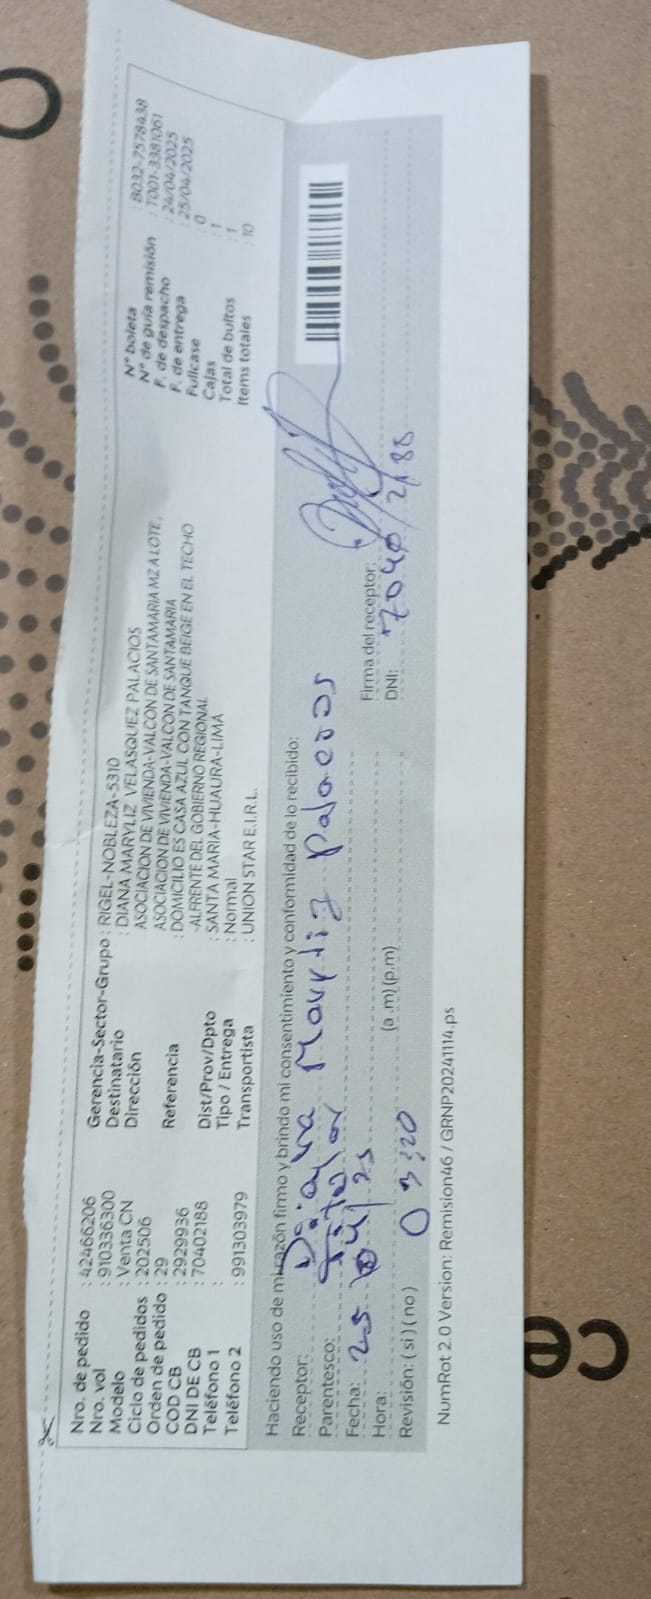 Nro. de pedido : 42466206
Nro. vol : 910336300
Modelo : Venta CN
Ciclo de pedidos : 202506
Orden de pedido : 29
COD CB : 2929936
DNI DE CB : 70402188
Teléfono 1 :
Teléfono 2 : 991303979
Gerencia-Sector-Grupo : RIGEL-NOBLEZA-5310
Destinatario : DIANA MARYLIZ VELASQUEZ PALACIOS
Dirección : ASOCIACION DE VIVIENDA-VALCON DE SANTAMARIA MZ A LOTE,
ASOCIACION DE VIVIENDA-VALCON DE SANTAMARIA
Referencia : DOMICILIO ES CASA AZUL CON TANQUE BEIGE EN EL TECHO
-ALFRENTE DEL GOBIERNO REGIONAL
Dist/Prov/Dpto : SANTA MARIA-HUAURA-LIMA
Tipo / Entrega : Normal
Transportista : UNION STAR E.I.R.L.
N° boleta : B032-7578438
N° de guía remisión : T001-3381061
F. de despacho : 24/04/2025
F. de entrega : 25/04/2025
Fullcase : 0
Cajas : 1
Total de bultos : 1
Items totales : 10
Haciendo uso de mi razón firmo y brindo mi consentimiento y conformidad de lo recibido:
Receptor: Diana Maryliz Palacios
Parentesco: Titular
Fecha: 25/04/25
Hora: 03:20 (a.m)(p.m)
Revisión: ( si ) ( no )
Firma del receptor:
DNI: 70402188
NumRot 2.0 Version: Remision46 / GRNP20241114.ps
ce